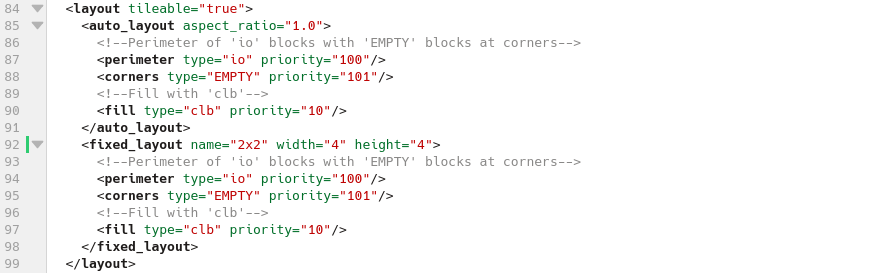 84 <layout tileable="true">
85 <auto_layout aspect_ratio="1.0">
86 <!--Perimeter of 'io' blocks with 'EMPTY' blocks at corners-->
87 <perimeter type="io" priority="100"/>
88 <corners type="EMPTY" priority="101"/>
89 <!--Fill with 'clb'-->
90 <fill type="clb" priority="10"/>
91 </auto_layout>
92 <fixed_layout name="2x2" width="4" height="4">
93 <!--Perimeter of 'io' blocks with 'EMPTY' blocks at corners-->
94 <perimeter type="io" priority="100"/>
95 <corners type="EMPTY" priority="101"/>
96 <!--Fill with 'clb'-->
97 <fill type="clb" priority="10"/>
98 </fixed_layout>
99 </layout>